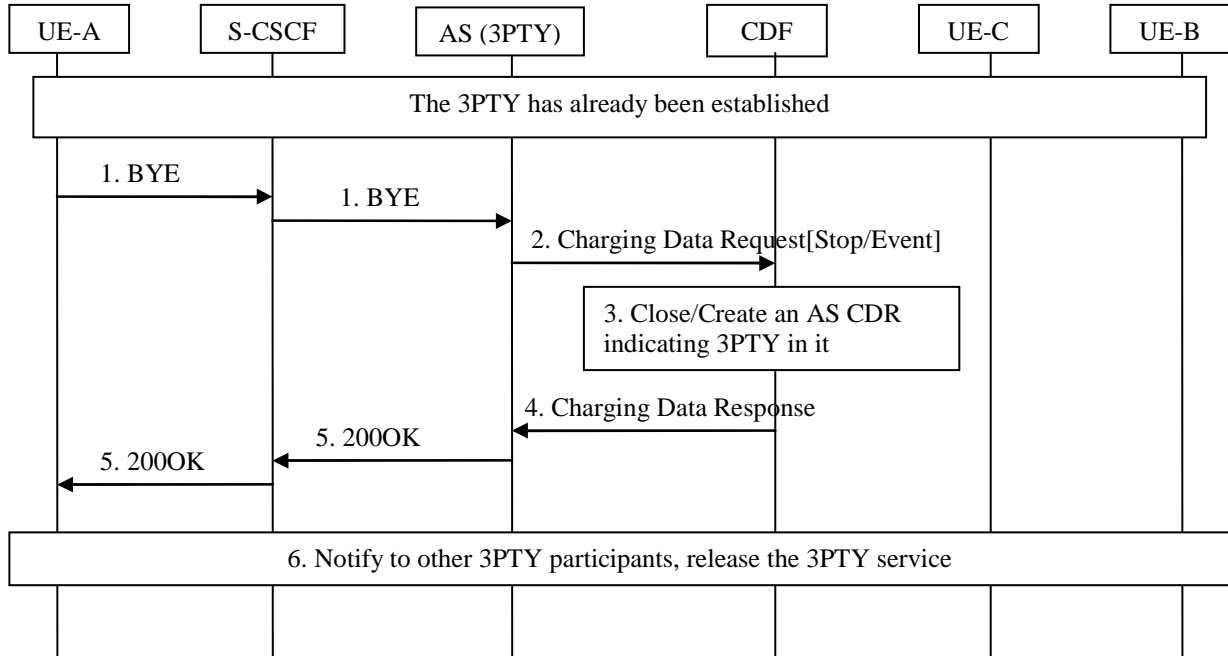 UE-A
S-CSCF
AS (3PTY)
CDF
UE-C
UE-B
The 3PTY has already been established
1. BYE
1. BYE
2. Charging Data Request[Stop/Event]
3. Close/Create an AS CDR
indicating 3PTY in it
4. Charging Data Response
5. 200OK
5. 200OK
6. Notify to other 3PTY participants, release the 3PTY service